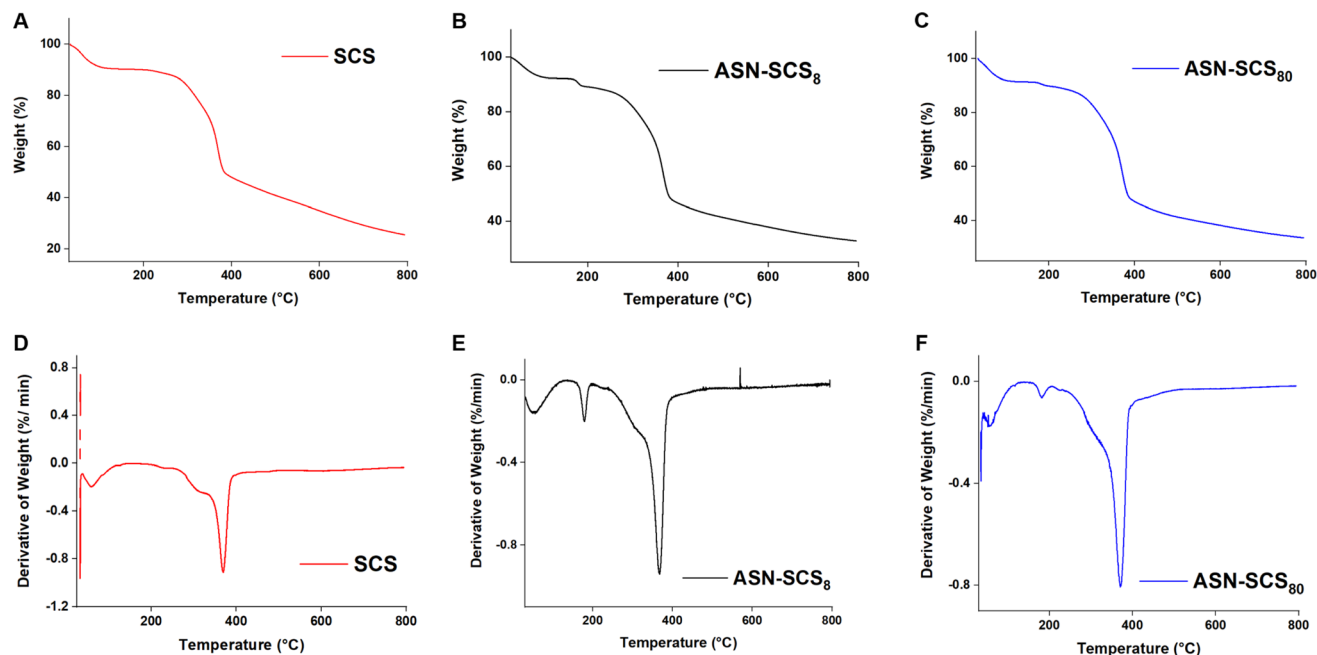 A
100
80
60
40
20
200
400
600
800
Weight (%)
Temperature (°C)
SCS
B
100
80
60
40
200
400
600
800
Weight (%)
Temperature (°C)
ASN-SCS₈
C
100
80
60
40
200
400
600
800
Weight (%)
Temperature (°C)
ASN-SCS₈₀
D
0.8
0.4
0.0
-0.4
-0.8
-1.2
200
400
600
800
Derivative of Weight (%/ min)
Temperature (°C)
SCS
E
0.0
-0.4
-0.8
200
400
600
800
Derivative of Weight (%/min)
Temperature (°C)
ASN-SCS₈
F
0.0
-0.4
-0.8
200
400
600
800
Derivative of Weight (%/min)
Temperature (°C)
ASN-SCS₈₀